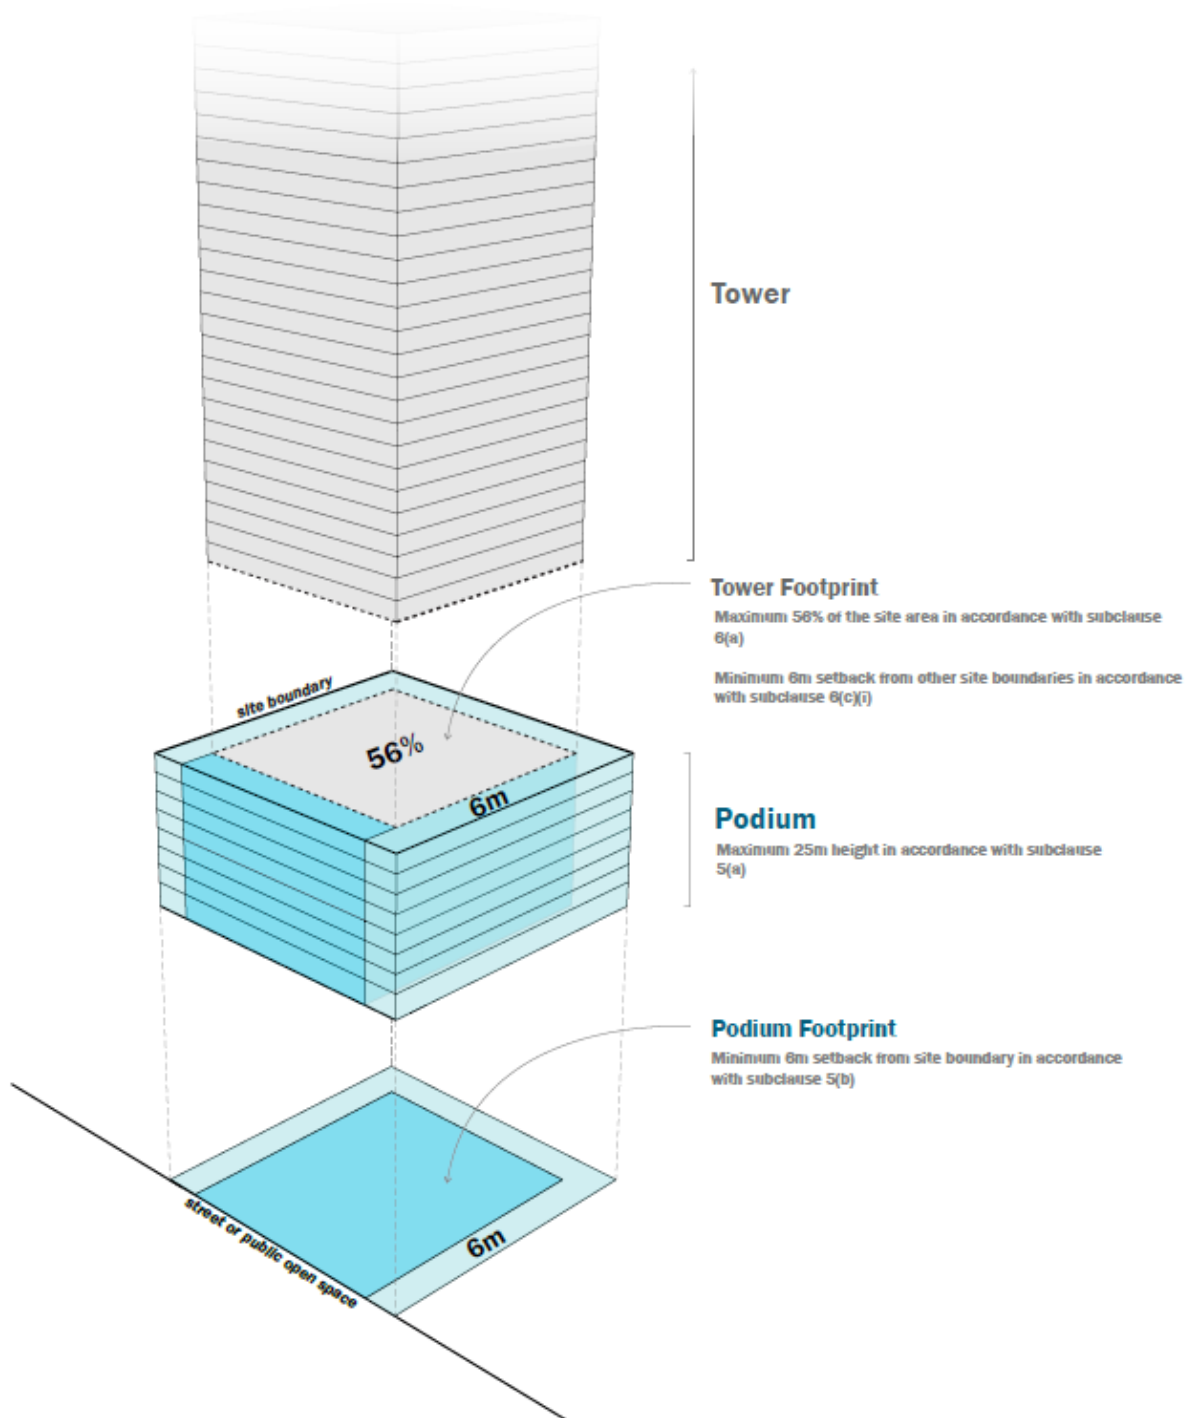 Tower
Tower Footprint
Maximum 56% of the site area in accordance with subclause
6(a)
Minimum 6m setback from other site boundaries in accordance
with subclause 6(c)(i)
site boundary
56%
6m
Podium
Maximum 25m height in accordance with subclause
5(a)
Podium Footprint
Minimum 6m setback from site boundary in accordance
with subclause 5(b)
street or public open space
6m